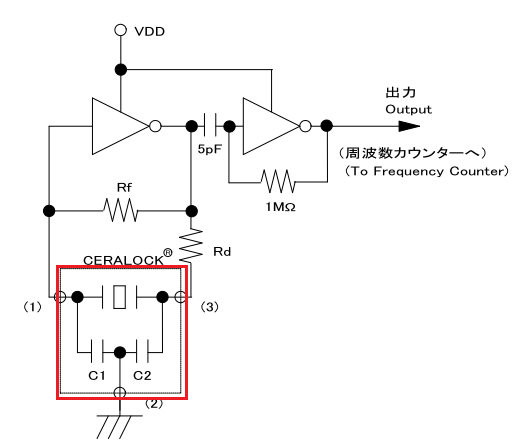 VDD
出力
Output
5pF
(周波数カウンターへ)
(To Frequency Counter)
Rf
1MΩ
Rd
CERALOCK®
(1)
(3)
C1
C2
(2)